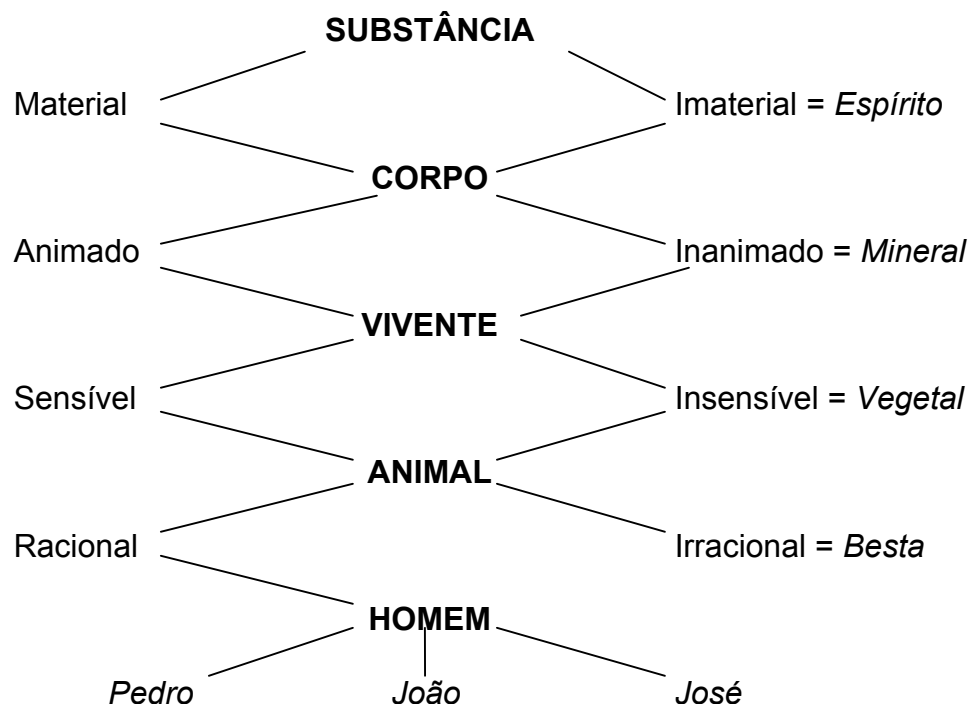 SUBSTÂNCIA
Material Imaterial = Espírito
CORPO
Animado Inanimado = Mineral
VIVENTE
Sensível Insensível = Vegetal
ANIMAL
Racional Irracional = Besta
HOMEM
Pedro João José